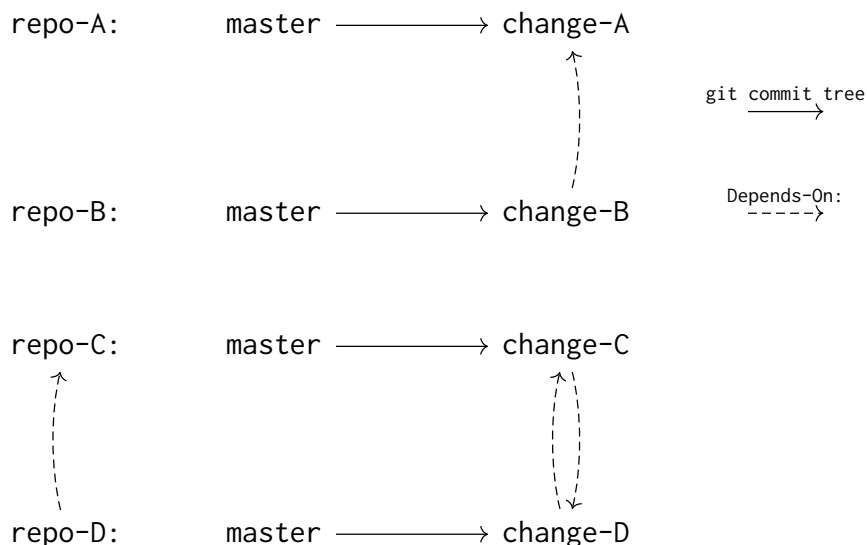 repo-A: master change-A
git commit tree
Depends-On:
repo-B: master change-B
repo-C: master change-C
repo-D: master change-D